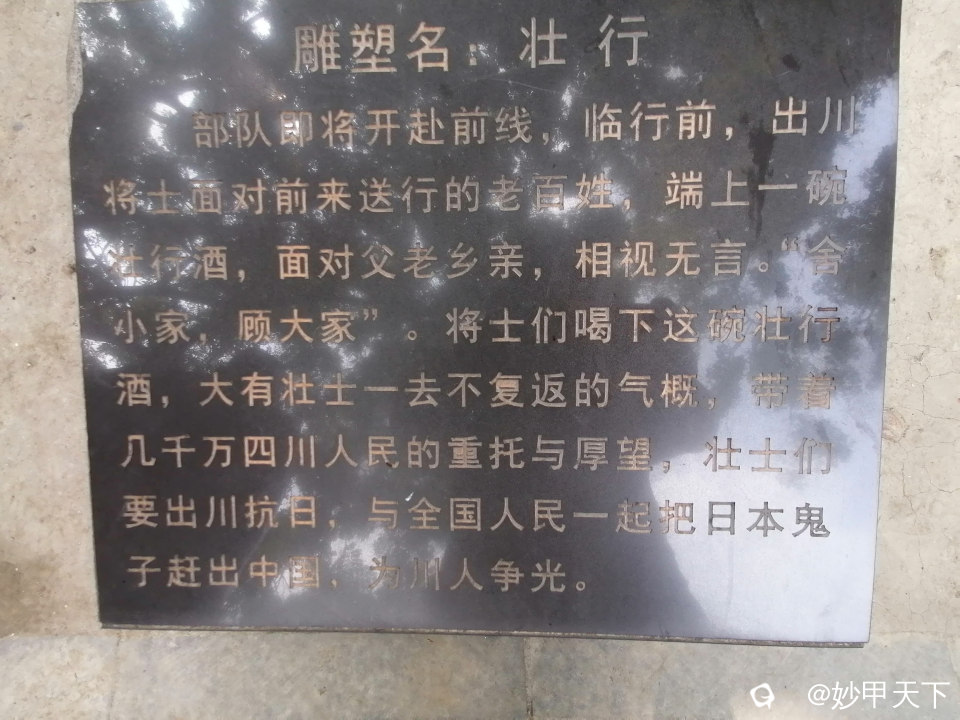 雕塑名：壮行
部队即将开赴前线，临行前，出川
将士面对前来送行的老百姓，端上一碗
壮行酒，面对父老乡亲，相视无言。“舍
小家，顾大家”。将士们喝下这碗壮行
酒，大有壮士一去不复返的气概，带着
几千万四川人民的重托与厚望，壮士们
要出川抗日，与全国人民一起把日本鬼
子赶出中国，为川人争光。
@妙甲天下